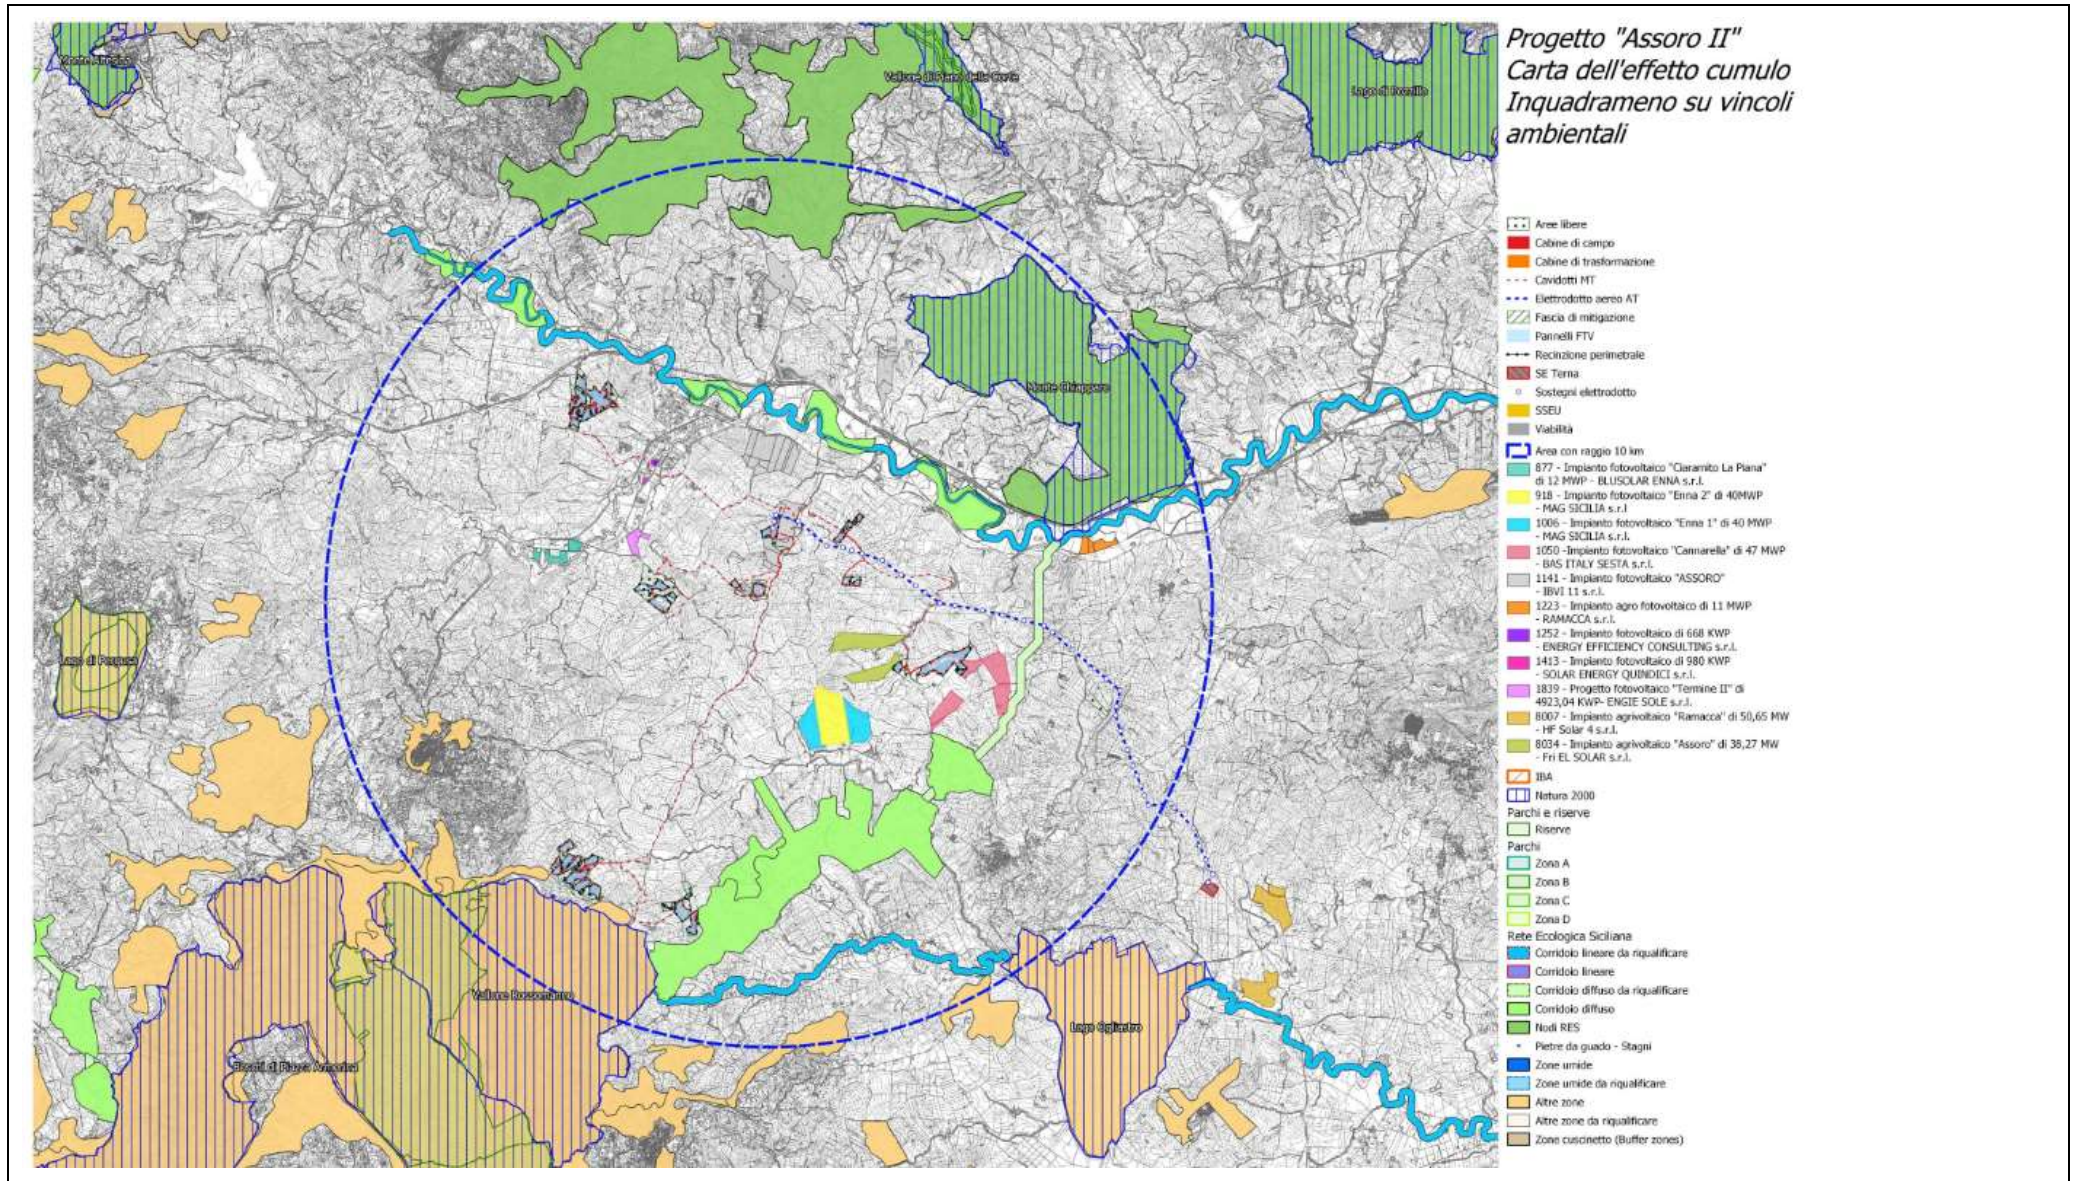 Progetto "Assoro II"
Carta dell'effetto cumulo
Inquadrameno su vincoli
ambientali
Monte Altesina
Vallone di Piano della Corte
Lago di Pozzillo
Monte Chiapparo
Lago di Pergusa
Vallone Rossomanno
Boschi di Piazza Armerina
Lago Ogliastro
Aree libere
Cabine di campo
Cabine di trasformazione
Cavidotti MT
Elettrodotto aereo AT
Fascia di mitigazione
Pannelli FTV
Recinzione perimetrale
SE Terna
Sostegni elettrodotto
SSEU
Viabilità
Area con raggio 10 km
877 - Impianto fotovoltaico "Ciaramito La Piana"
di 12 MWP - BLUSOLAR ENNA s.r.l.
918 - Impianto fotovoltaico "Enna 2" di 40MWP
- MAG SICILIA s.r.l
1006 - Impianto fotovoltaico "Enna 1" di 40 MWP
- MAG SICILIA s.r.l.
1050 -Impianto fotovoltaico "Cannarella" di 47 MWP
- BAS ITALY SESTA s.r.l.
1141 - Impianto fotovoltaico "ASSORO"
- IBVI 11 s.r.l.
1223 - Impianto agro fotovoltaico di 11 MWP
- RAMACCA s.r.l.
1252 - Impianto fotovoltaico di 668 KWP
- ENERGY EFFICIENCY CONSULTING s.r.l.
1413 - Impianto fotovoltaico di 980 KWP
- SOLAR ENERGY QUINDICI s.r.l.
1839 - Progetto fotovoltaico "Termine II" di
4923,04 KWP- ENGIE SOLE s.r.l.
8007 - Impianto agrivoltaico "Ramacca" di 50,65 MW
- HF Solar 4 s.r.l.
8034 - Impianto agrivoltaico "Assoro" di 38,27 MW
- Fri EL SOLAR s.r.l.
IBA
Natura 2000
Parchi e riserve
Riserve
Parchi
Zona A
Zona B
Zona C
Zona D
Rete Ecologica Siciliana
Corridoio lineare da riqualificare
Corridoio lineare
Corridoio diffuso da riqualificare
Corridoio diffuso
Nodi RES
Pietre da guado - Stagni
Zone umide
Zone umide da riqualificare
Altre zone
Altre zone da riqualificare
Zone cuscinetto (Buffer zones)